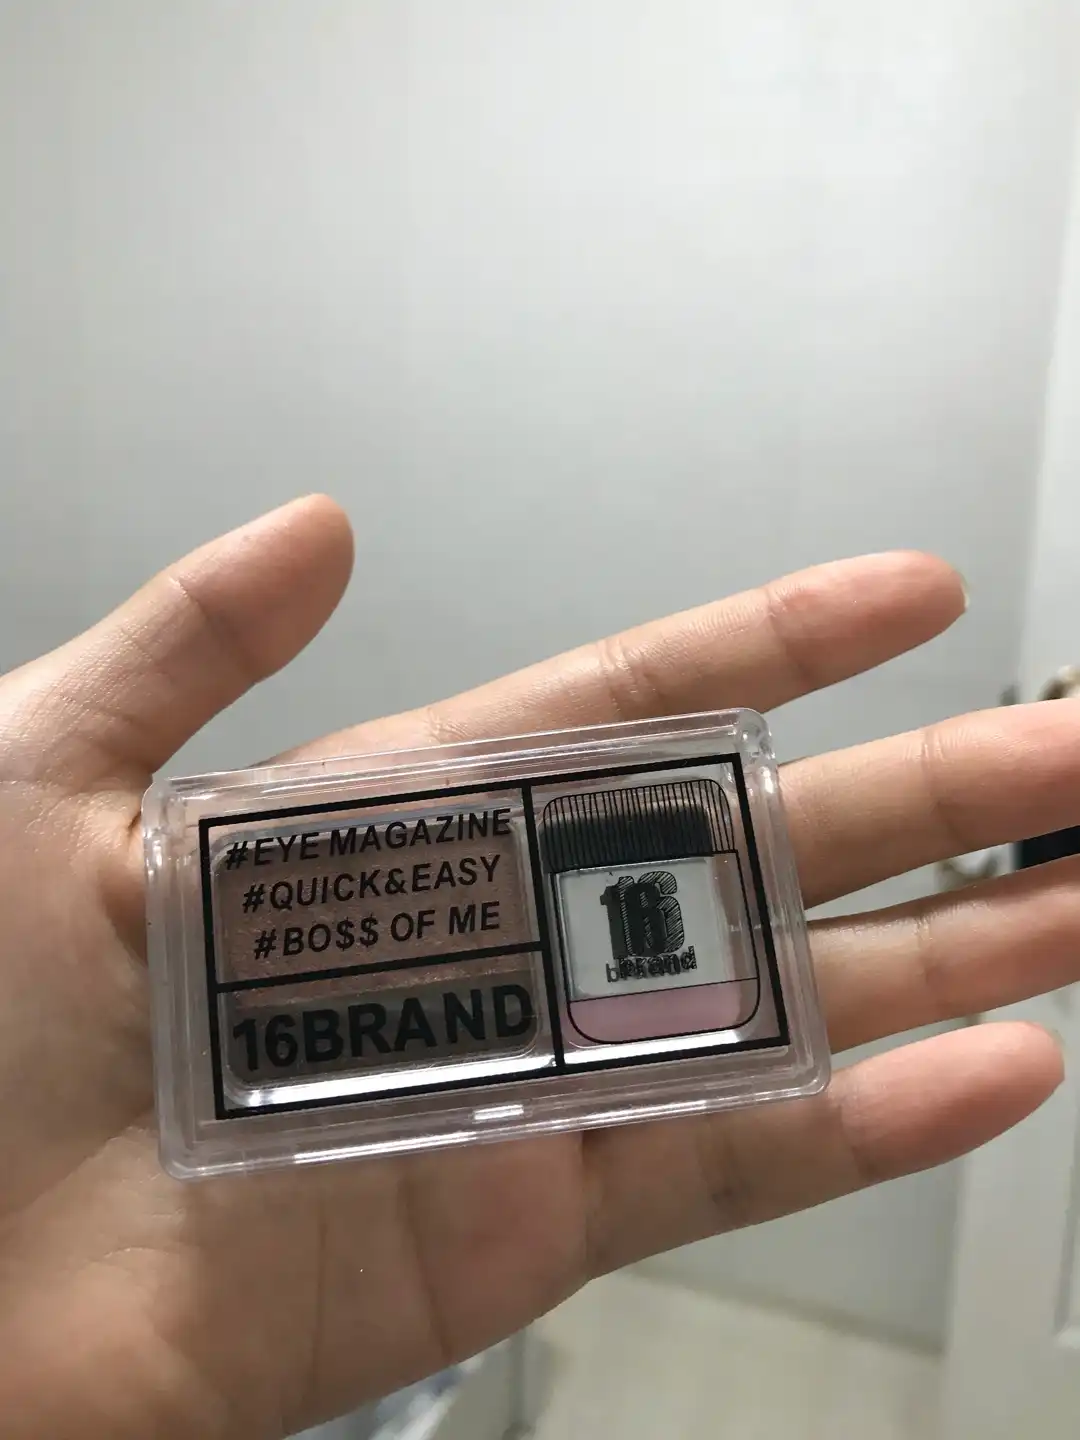 #EYE MAGAZINE
#QUICK&EASY
#BO$$ OF ME
16BRAND
16
brand